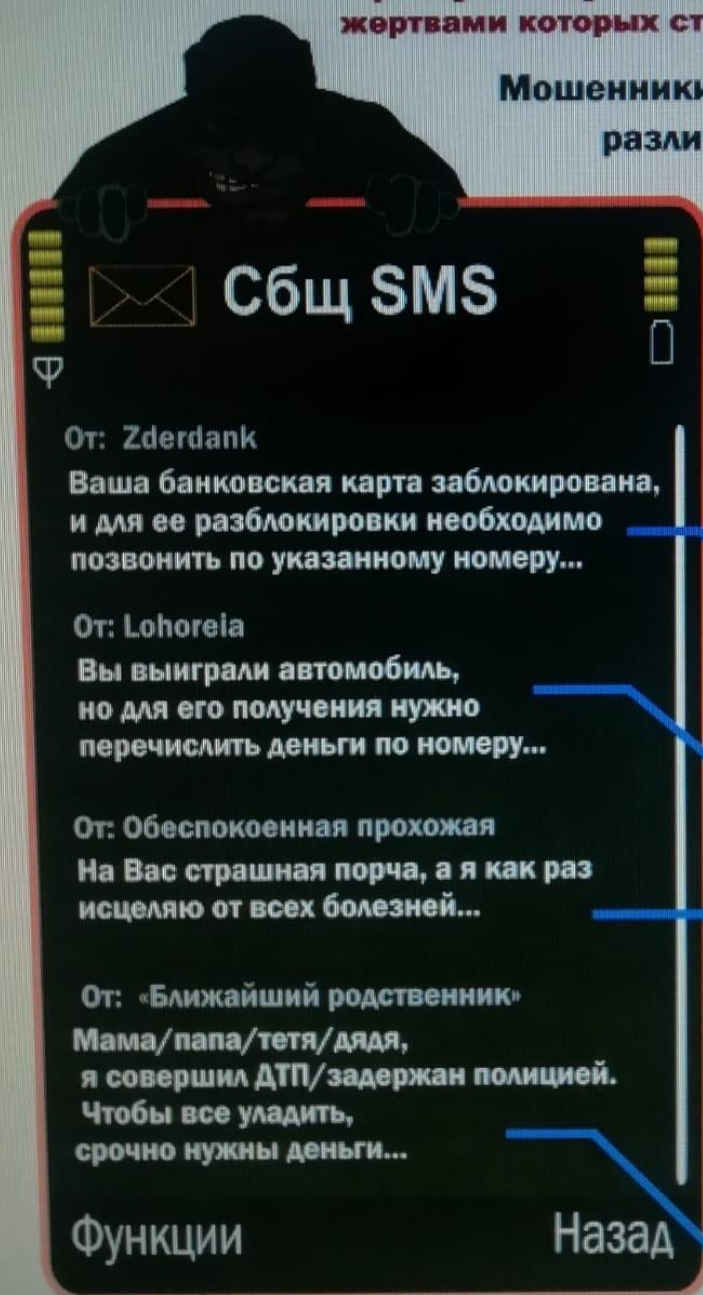 жертвами которых ст
Мошенники
разли
Сбщ SMS
От: Zderdank
Ваша банковская карта заблокирована,
и для ее разблокировки необходимо
позвонить по указанному номеру...
От: Lohoreia
Вы выиграли автомобиль,
но для его получения нужно
перечислить деньги по номеру...
От: Обеспокоенная прохожая
На Вас страшная порча, а я как раз
исцеляю от всех болезней...
От: «Ближайший родственник»
Мама/папа/тетя/дядя,
я совершил ДТП/задержан полицией.
Чтобы все уладить,
срочно нужны деньги...
Функции
Назад